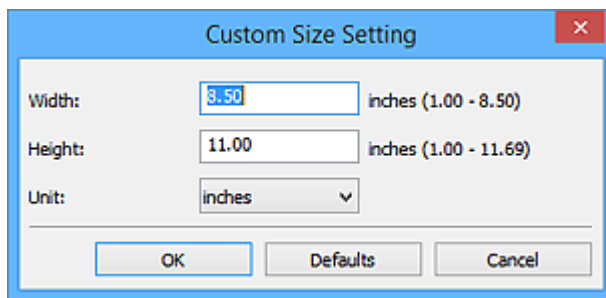 Custom Size Setting
Width: 8.50 inches (1.00 - 8.50)
Height: 11.00 inches (1.00 - 11.69)
Unit: inches
OK Defaults Cancel